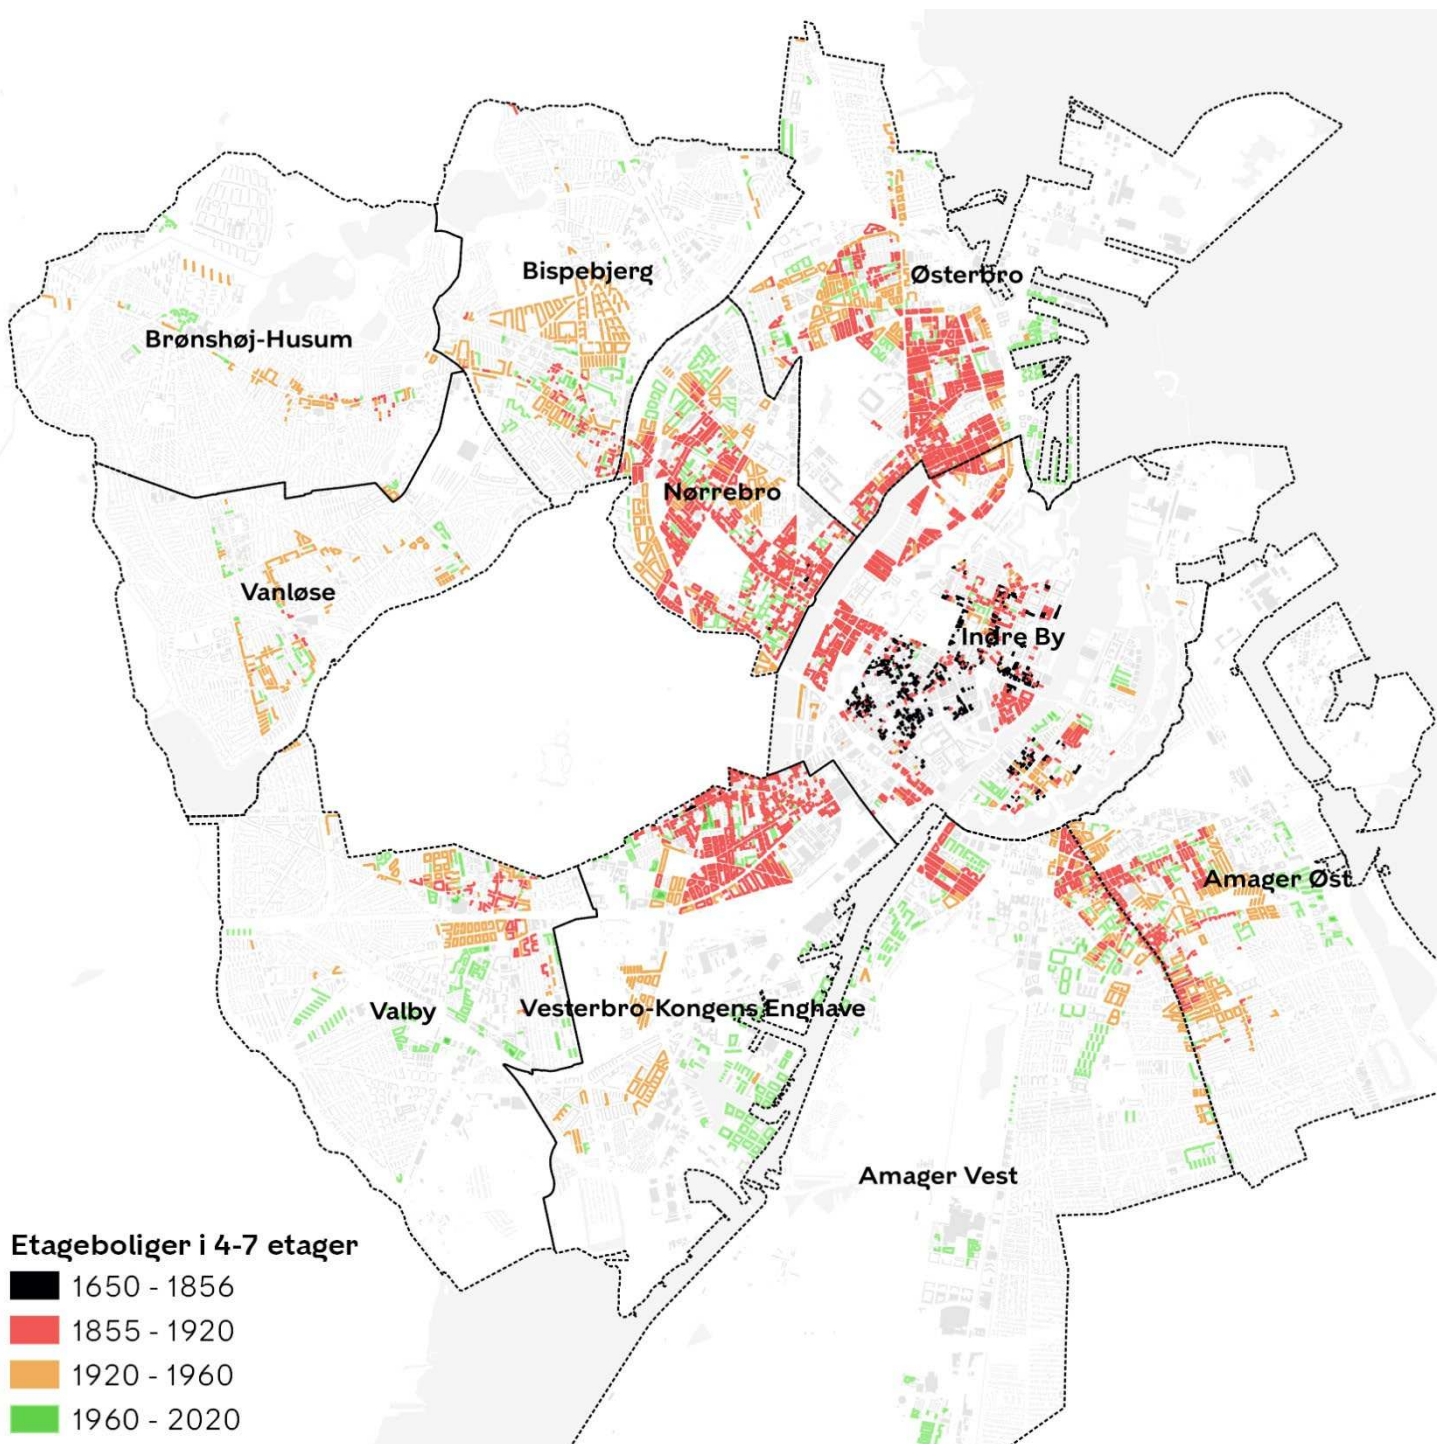 Bispebjerg
Østerbro
Brønshøj-Husum
Nørrebro
Vanløse
Indre By
Amager Øst
Valby
Vesterbro-Kongens Enghave
Amager Vest
Etageboliger i 4-7 etager
1650 - 1856
1855 - 1920
1920 - 1960
1960 - 2020